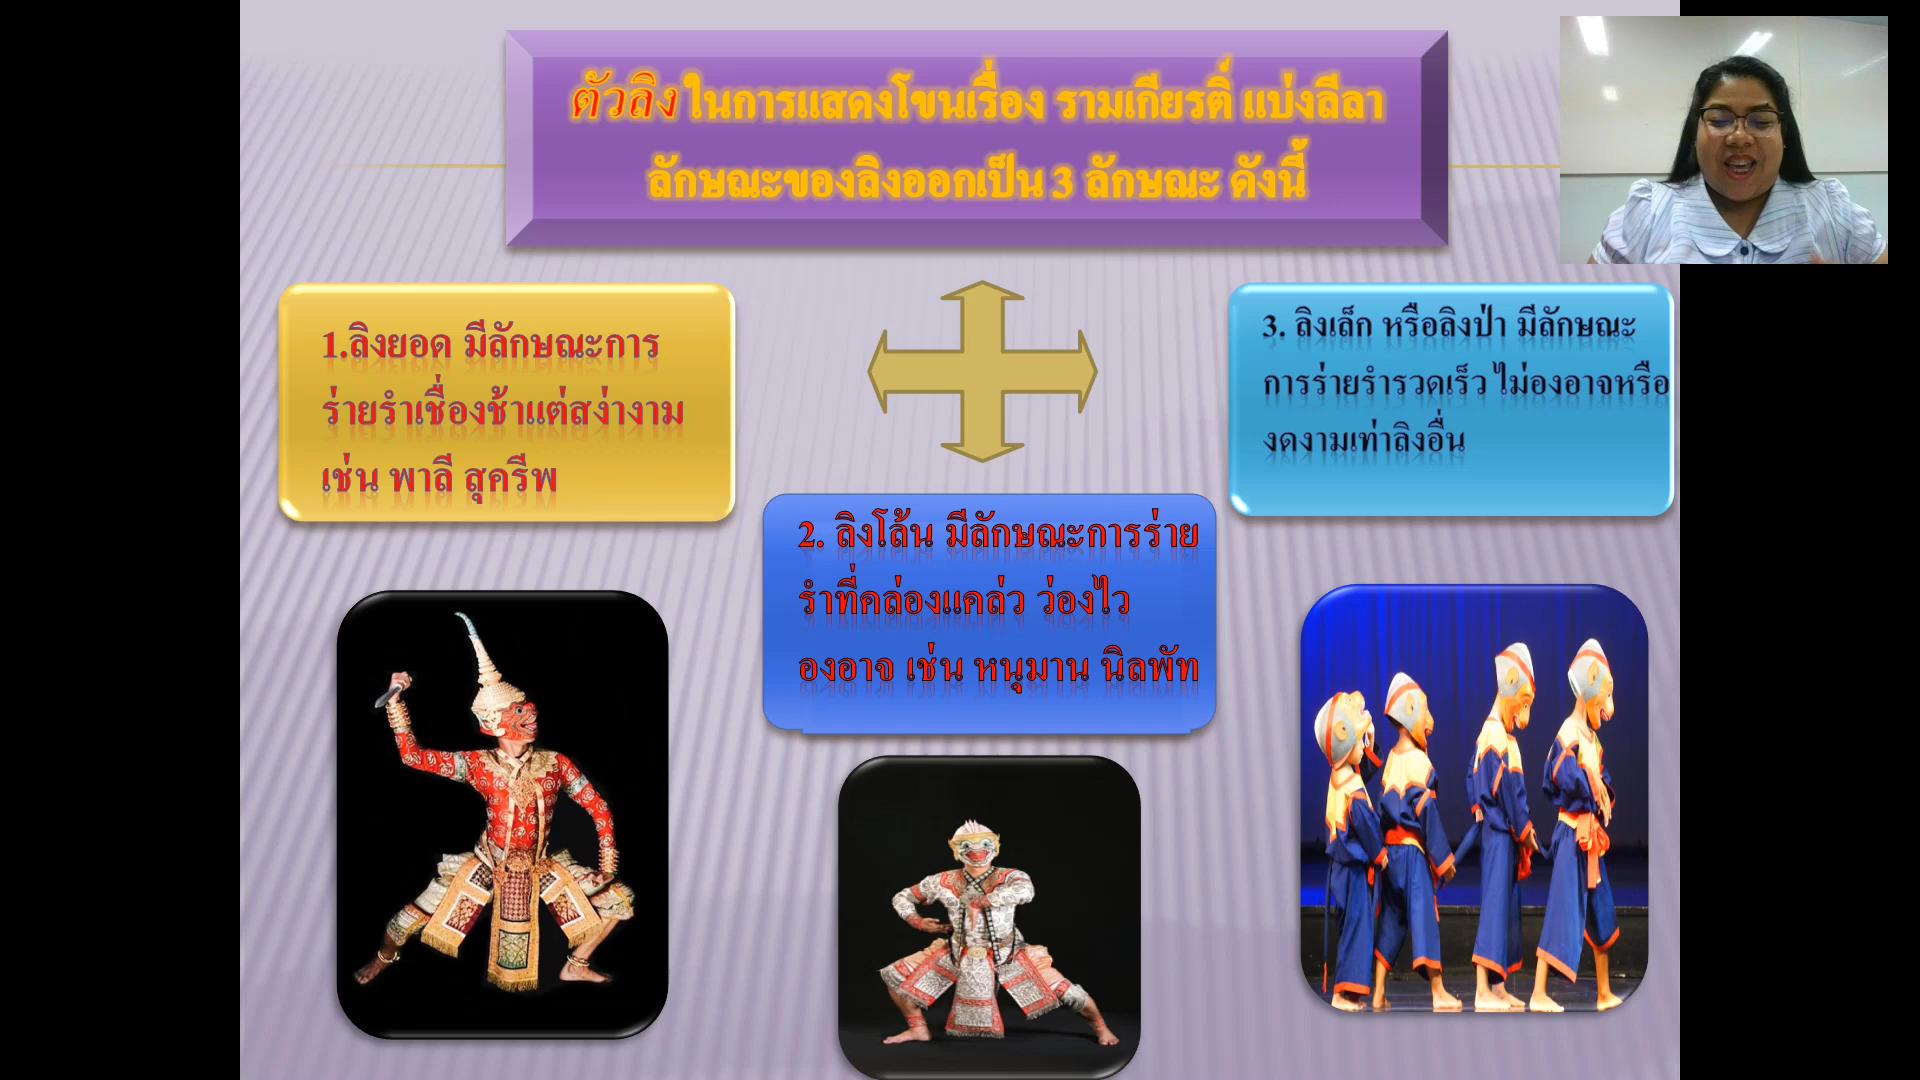 ตัวลิง ในการแสดงโขนเรื่อง รามเกียรติ์ แบ่งลีลา
ลักษณะของลิงออกเป็น 3 ลักษณะ ดังนี้
1.ลิงยอด มีลักษณะการ
ร่ายรำเชื่องช้าแต่สง่างาม
เช่น พาลี สุครีพ
2. ลิงโล้น มีลักษณะการร่าย
รำที่คล่องแคล่ว ว่องไว
องอาจ เช่น หนุมาน นิลพัท
3. ลิงเล็ก หรือลิงป่า มีลักษณะ
การร่ายรำรวดเร็ว ไม่องอาจหรือ
งดงามเท่าลิงอื่น